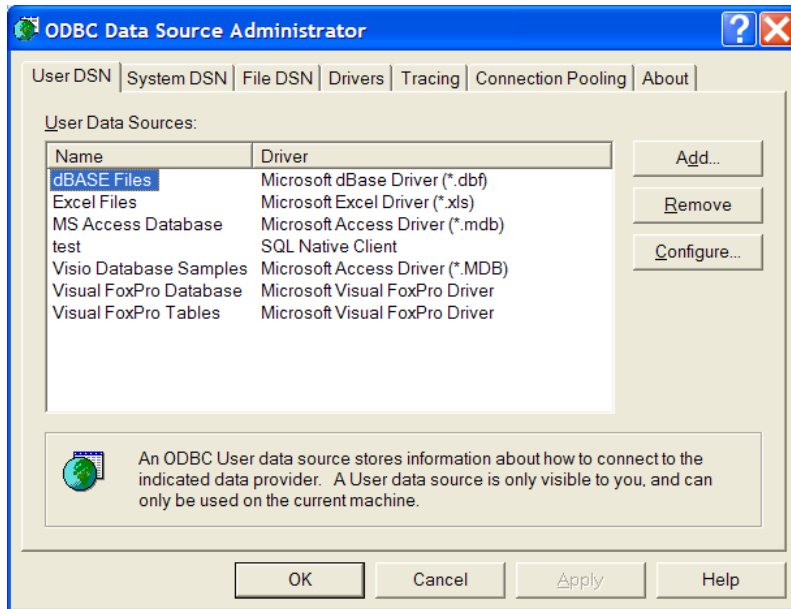 ODBC Data Source Administrator
User DSN System DSN File DSN Drivers Tracing Connection Pooling About
User Data Sources:
Name Driver Add...
dBASE Files Microsoft dBase Driver (*.dbf)
Excel Files Microsoft Excel Driver (*.xls) Remove
MS Access Database Microsoft Access Driver (*.mdb)
test SQL Native Client Configure...
Visio Database Samples Microsoft Access Driver (*.MDB)
Visual FoxPro Database Microsoft Visual FoxPro Driver
Visual FoxPro Tables Microsoft Visual FoxPro Driver
An ODBC User data source stores information about how to connect to the
indicated data provider. A User data source is only visible to you, and can
only be used on the current machine.
OK Cancel Apply Help